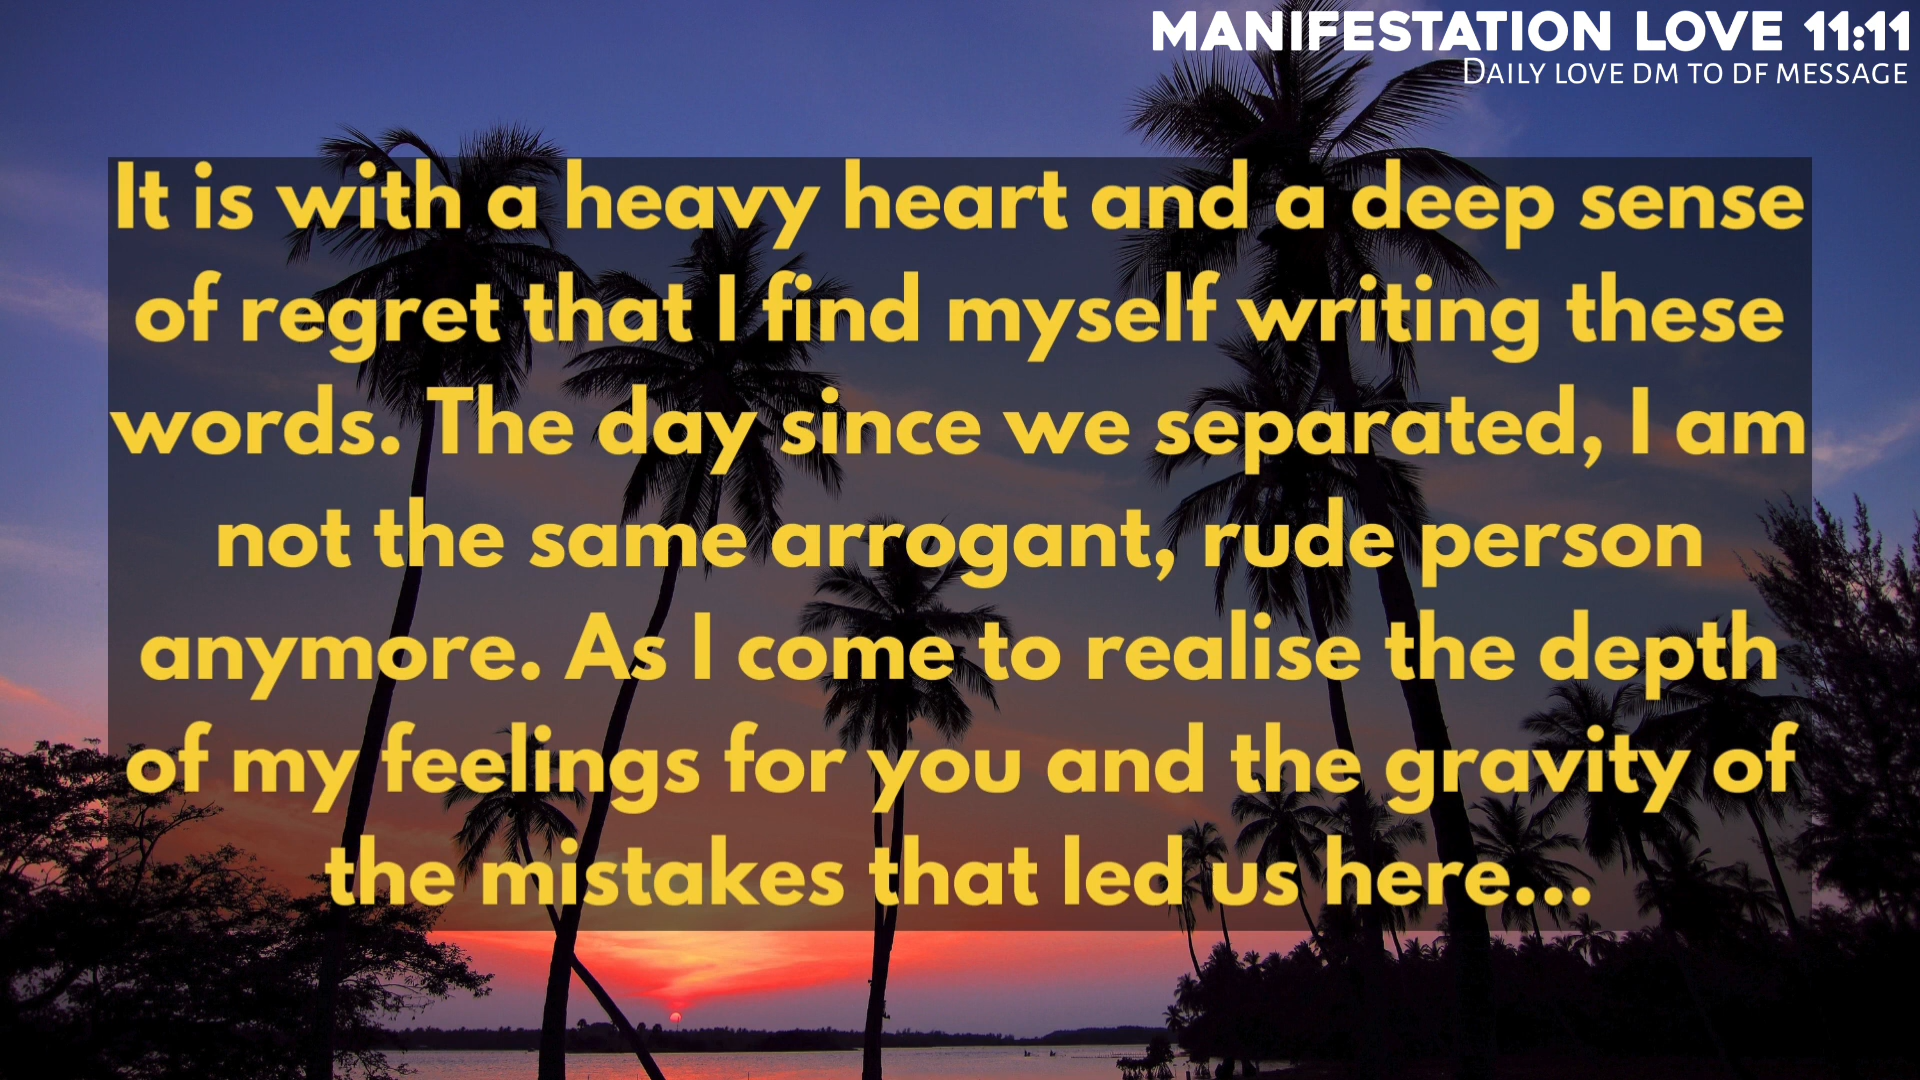 MANIFESTATION LOVE 11:11
DAILY LOVE DM TO DF MESSAGE
It is with a heavy heart and a deep sense
of regret that I find myself writing these
words. The day since we separated, I am
not the same arrogant, rude person
anymore. As I come to realise the depth
of my feelings for you and the gravity of
the mistakes that led us here...